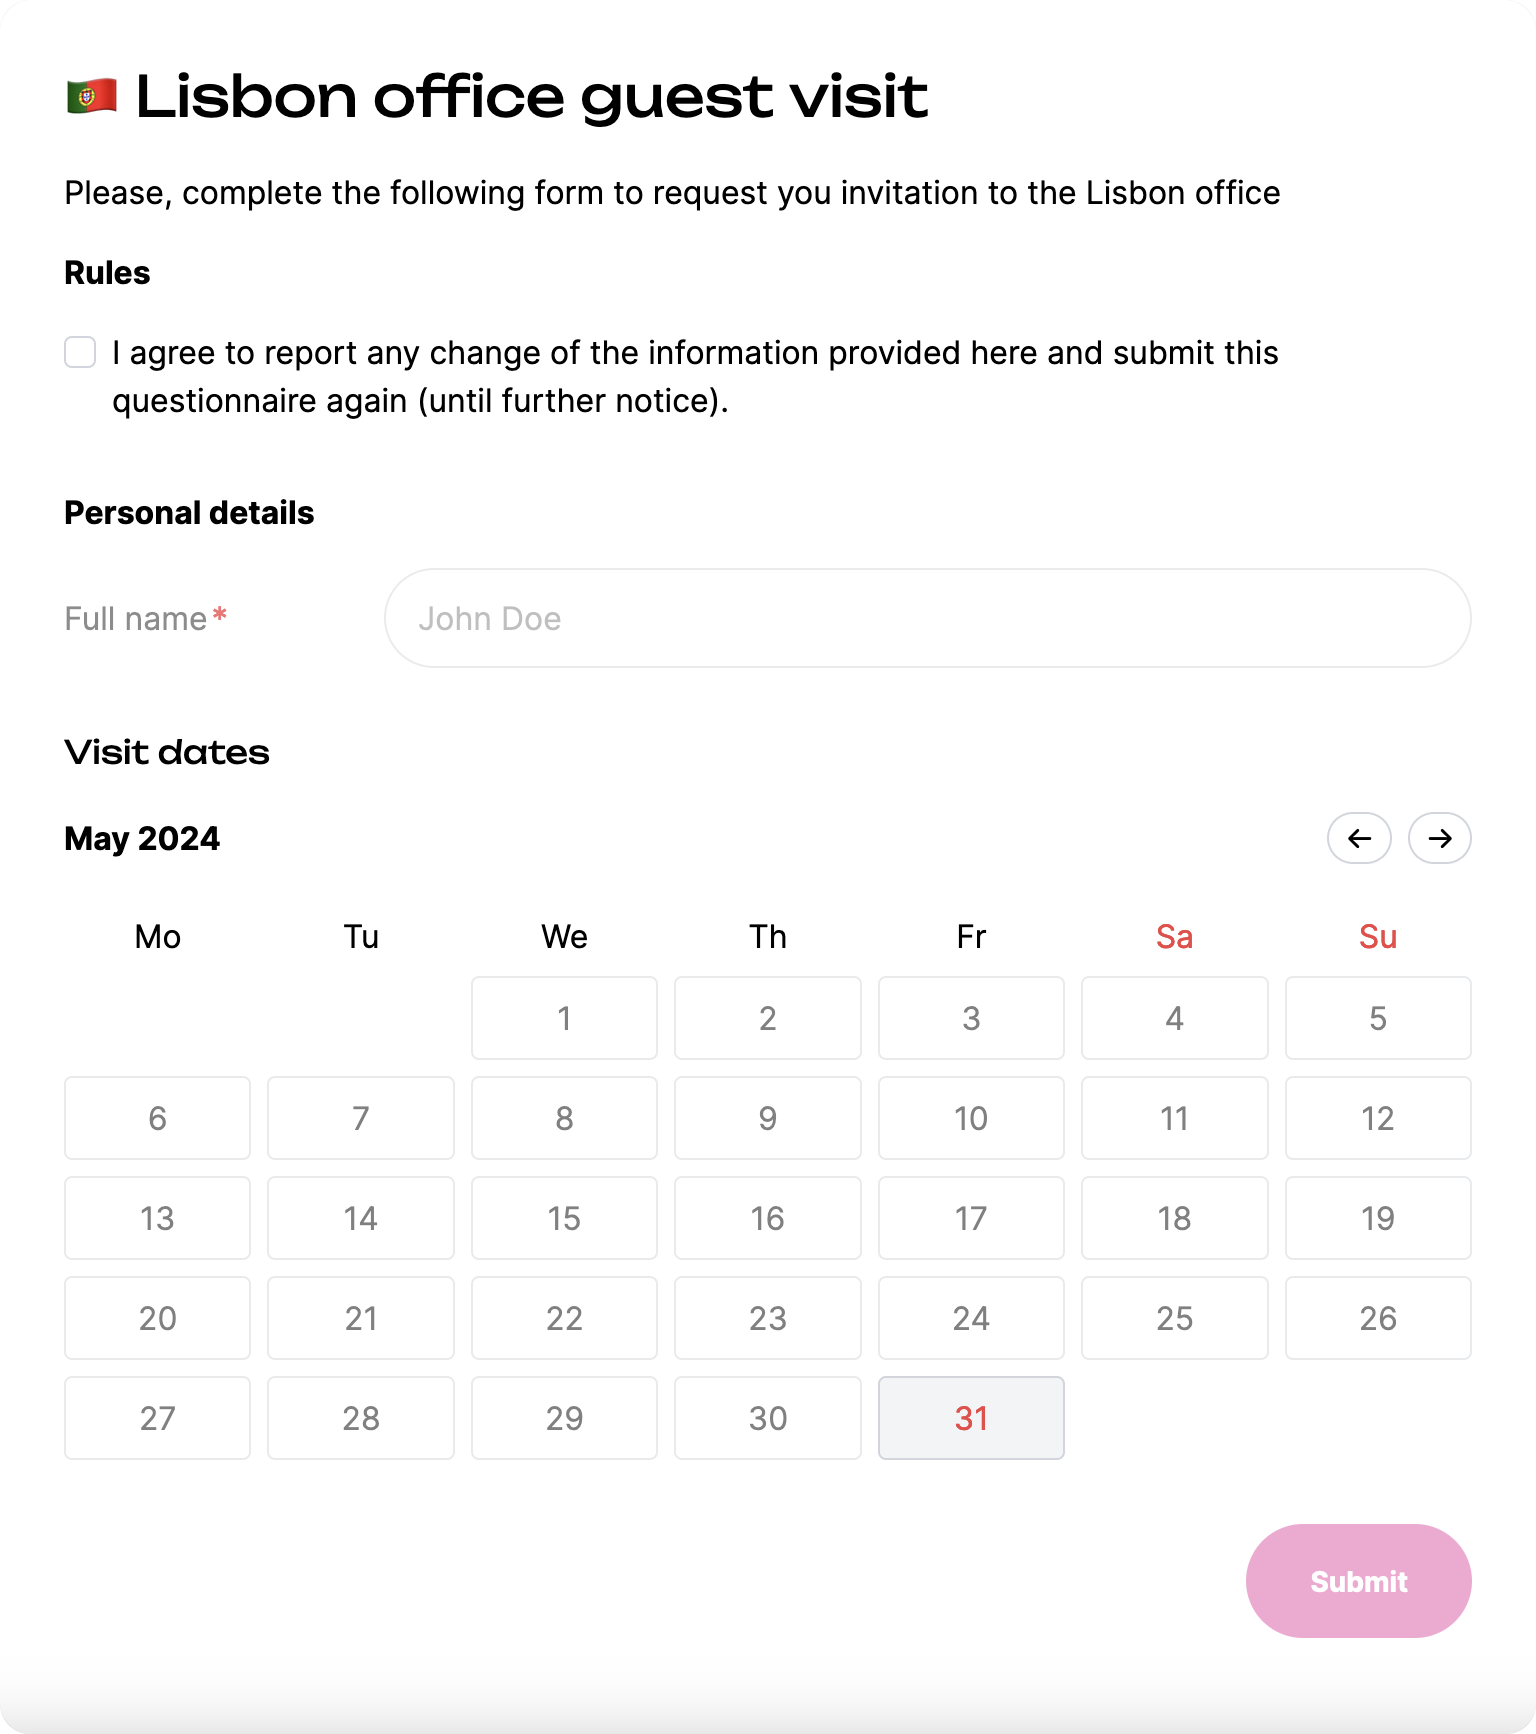 Lisbon office guest visit
Please, complete the following form to request you invitation to the Lisbon office
Rules
I agree to report any change of the information provided here and submit this
questionnaire again (until further notice).
Personal details
Full name*
John Doe
Visit dates
May 2024
Mo Tu We Th Fr Sa Su
1 2 3 4 5
6 7 8 9 10 11 12
13 14 15 16 17 18 19
20 21 22 23 24 25 26
27 28 29 30 31
Submit